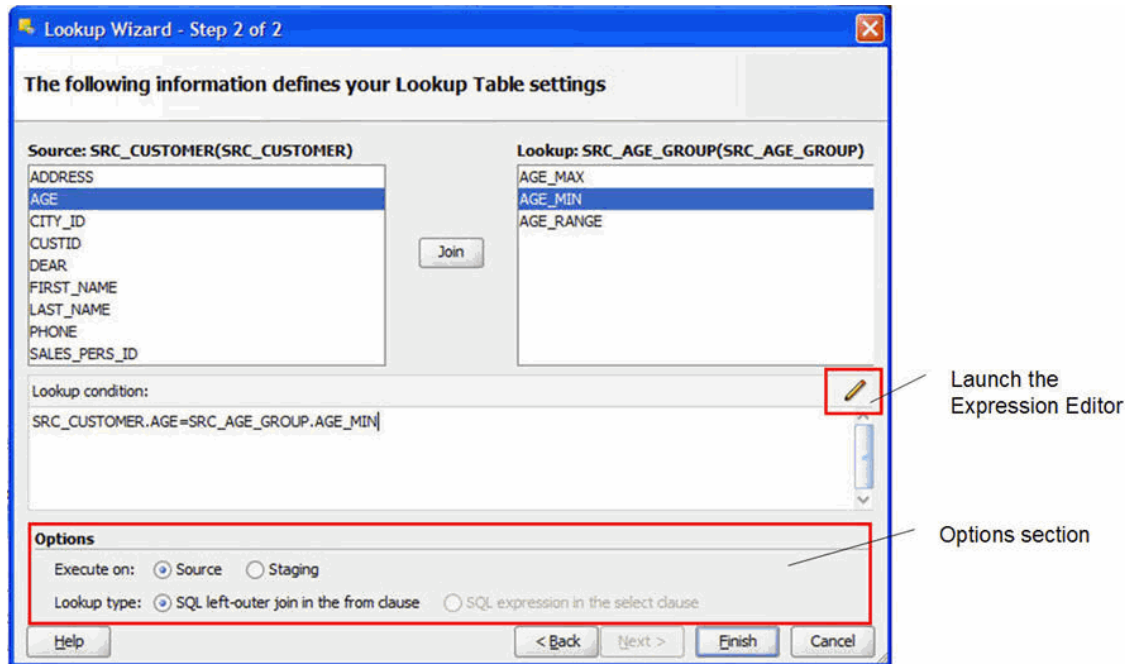 Lookup Wizard - Step 2 of 2
The following information defines your Lookup Table settings
Source: SRC_CUSTOMER(SRC_CUSTOMER)
Lookup: SRC_AGE_GROUP(SRC_AGE_GROUP)
ADDRESS
AGE
CITY_ID
CUSTID
DEAR
FIRST_NAME
LAST_NAME
PHONE
SALES_PERS_ID
Join
AGE_MAX
AGE_MIN
AGE_RANGE
Lookup condition:
Launch the
Expression Editor
SRC_CUSTOMER.AGE=SRC_AGE_GROUP.AGE_MIN
Options
Options section
Execute on: Source Staging
Lookup type: SQL left-outer join in the from clause SQL expression in the select clause
Help < Back Next > Finish Cancel